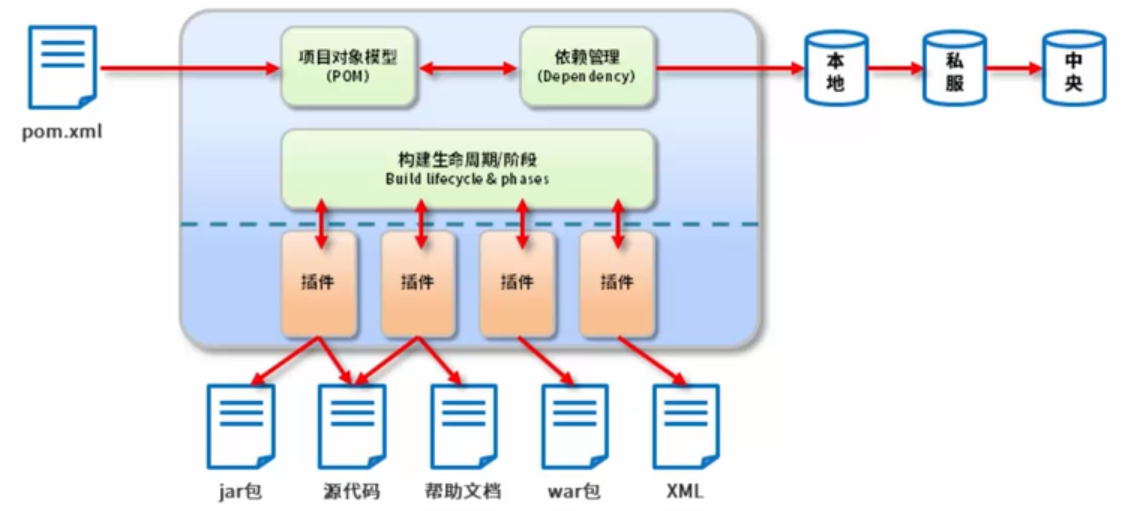 pom.xml
项目对象模型
(POM)
依赖管理
(Dependency)
本
地
私
服
中
央
构建生命周期/阶段
Build lifecycle & phases
插件
插件
插件
插件
jar包
源代码
帮助文档
war包
XML